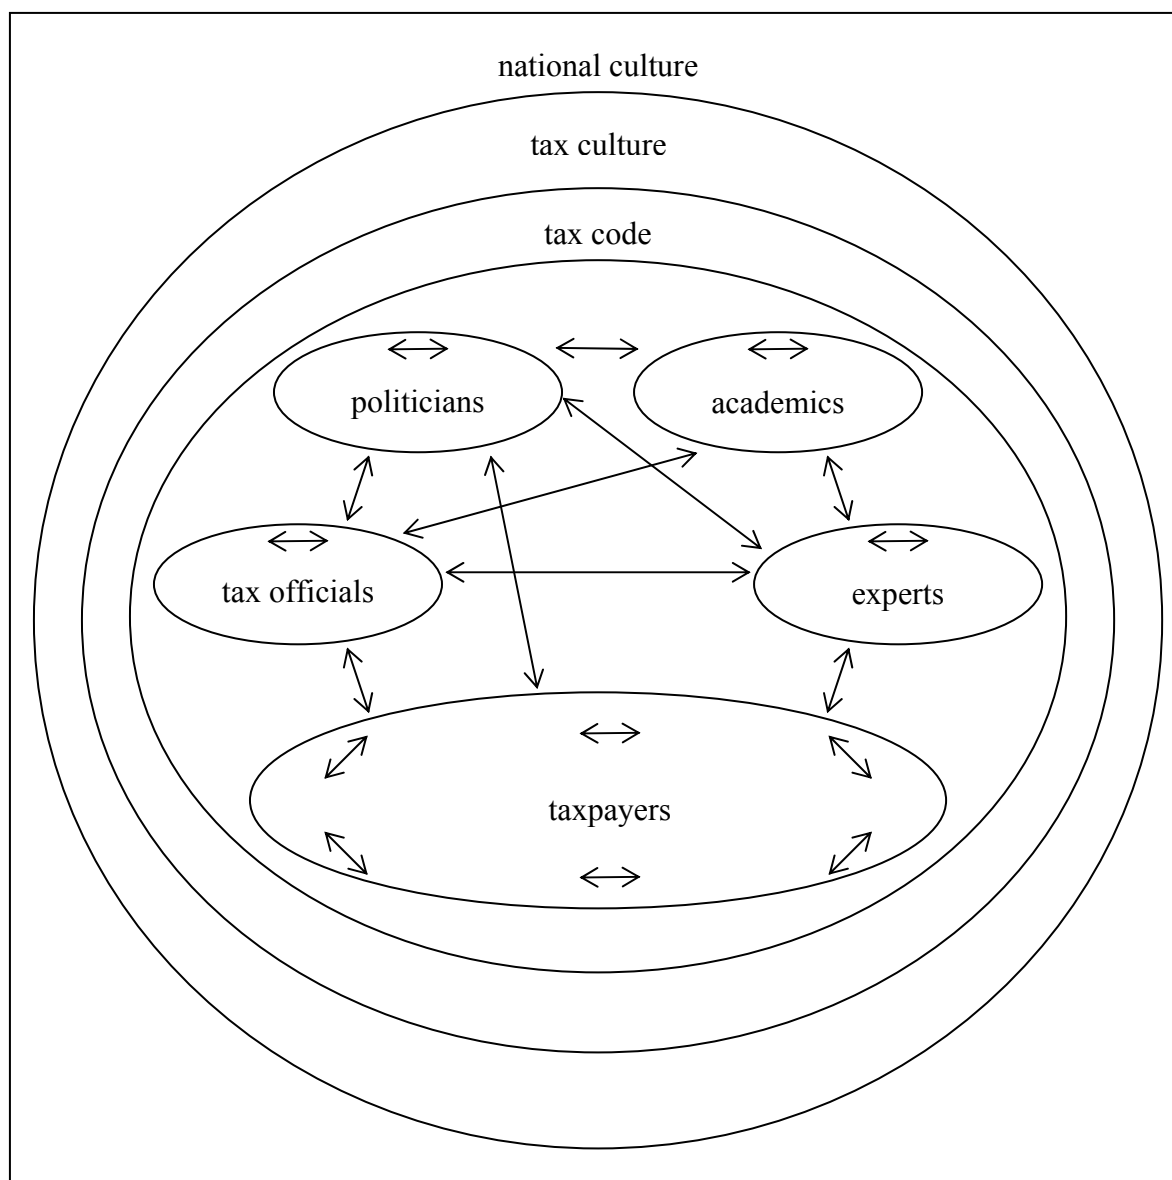 national culture
tax culture
tax code
politicians
academics
tax officials
experts
taxpayers